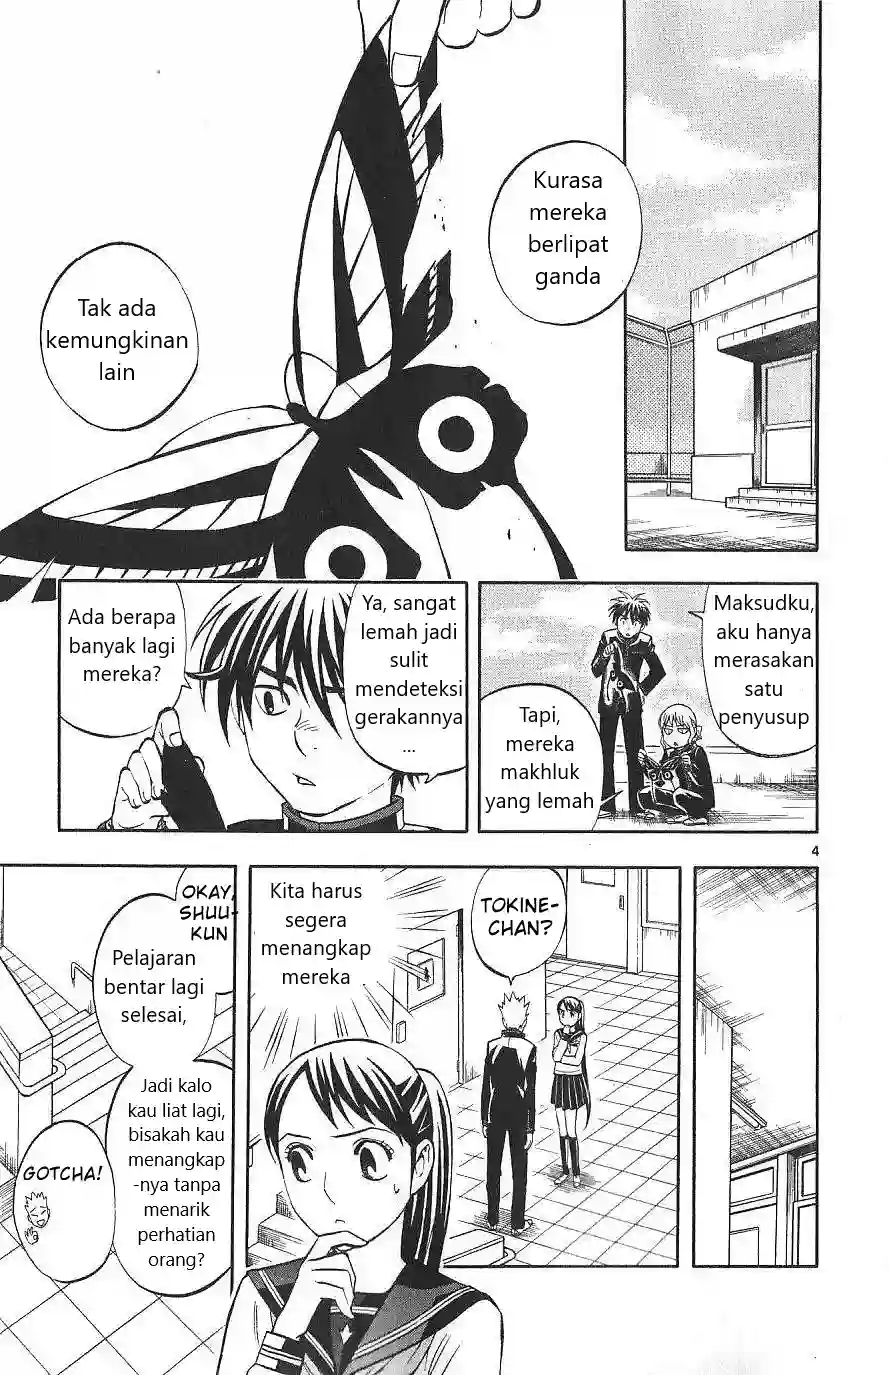 Kurasa
mereka
berlipat
ganda
Tak ada
kemungkinan
lain
Maksudku,
aku hanya
merasakan
satu
penyusup
Tapi,
mereka
makhluk
yang lemah
Ya, sangat
lemah jadi
sulit
mendeteksi
gerakannya
...
Ada berapa
banyak lagi
mereka?
4
TOKINE-
CHAN?
Kita harus
segera
menangkap
mereka
OKAY,
SHUU-
KUN
Pelajaran
bentar lagi
selesai,
Jadi kalo
kau liat lagi,
bisakah kau
menangkap
-nya tanpa
menarik
perhatian
orang?
GOTCHA!